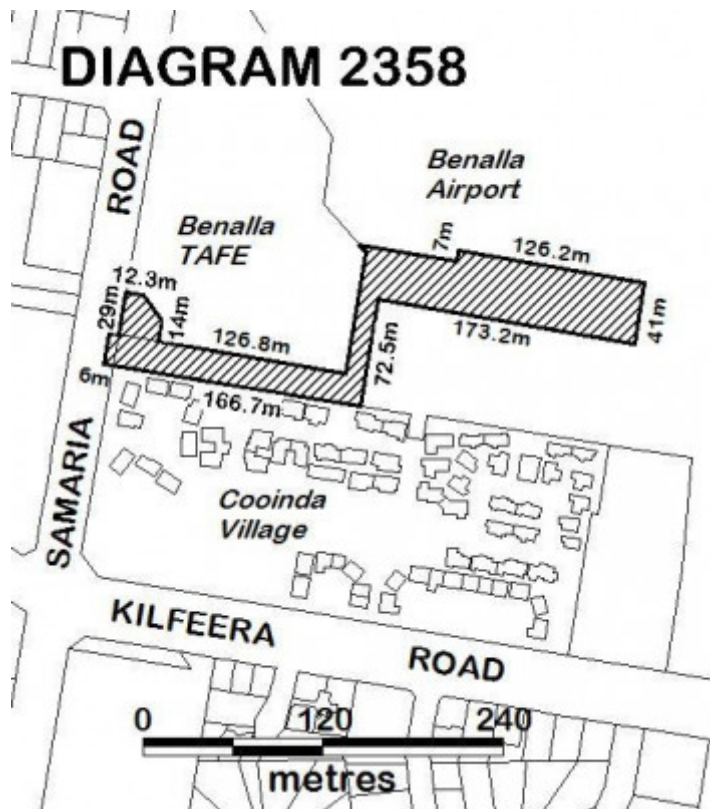 DIAGRAM 2358
ROAD
Benalla
Airport
Benalla
TAFE
7m
126.2m
12.3m
29m
14m
41m
126.8m
173.2m
72.5m
6m
166.7m
SAMARIA
Cooinda
Village
KILFEERA
ROAD
0 120 240
metres